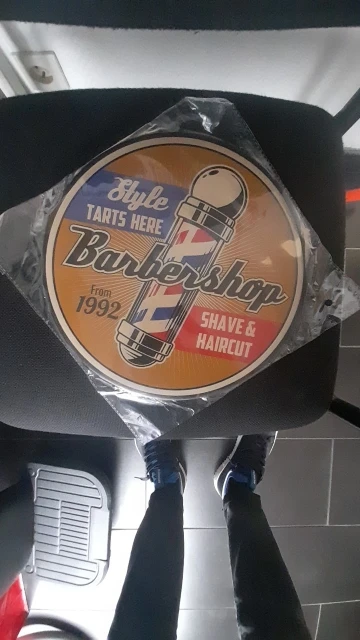 Style
TARTS HERE
Barbershop
From
1992
SHAVE &
HAIRCUT